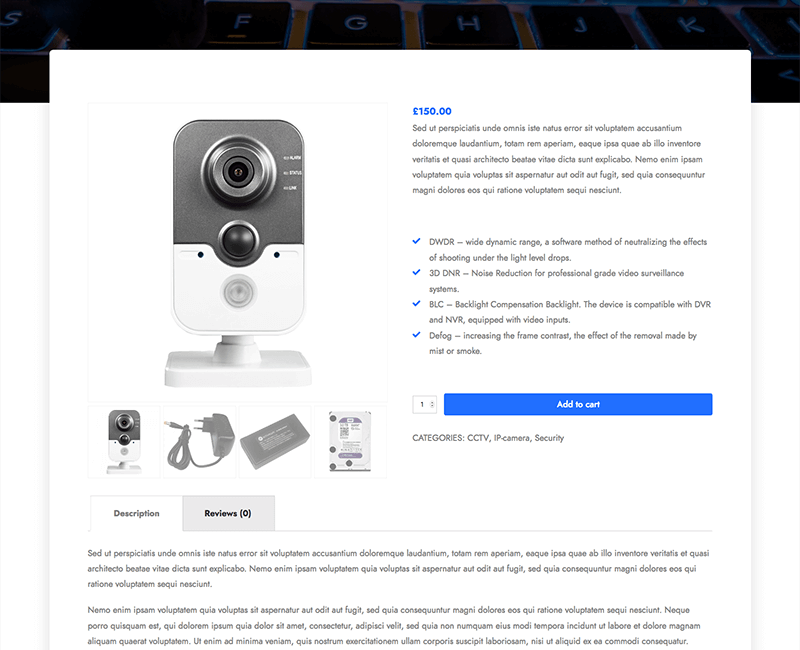 S F G H J K
ALARM
STATUS
LINK
£150.00
Sed ut perspiciatis unde omnis iste natus error sit voluptatem accusantium
doloremque laudantium, totam rem aperiam, eaque ipsa quae ab illo inventore
veritatis et quasi architecto beatae vitae dicta sunt explicabo. Nemo enim ipsam
voluptatem quia voluptas sit aspernatur aut odit aut fugit, sed quia consequuntur
magni dolores eos qui ratione voluptatem sequi nesciunt.
DWDR – wide dynamic range, a software method of neutralizing the effects
of shooting under the light level drops.
3D DNR – Noise Reduction for professional grade video surveillance
systems.
BLC – Backlight Compensation Backlight. The device is compatible with DVR
and NVR, equipped with video inputs.
Defog – increasing the frame contrast, the effect of the removal made by
mist or smoke.
1 Add to cart
CATEGORIES: CCTV, IP-camera, Security
Description Reviews (0)
Sed ut perspiciatis unde omnis iste natus error sit voluptatem accusantium doloremque laudantium, totam rem aperiam, eaque ipsa quae ab illo inventore veritatis et quasi
architecto beatae vitae dicta sunt explicabo. Nemo enim ipsam voluptatem quia voluptas sit aspernatur aut odit aut fugit, sed quia consequuntur magni dolores eos qui
ratione voluptatem sequi nesciunt.
Nemo enim ipsam voluptatem quia voluptas sit aspernatur aut odit aut fugit, sed quia consequuntur magni dolores eos qui ratione voluptatem sequi nesciunt. Neque
porro quisquam est, qui dolorem ipsum quia dolor sit amet, consectetur, adipisci velit, sed quia non numquam eius modi tempora incidunt ut labore et dolore magnam
aliquam quaerat voluptatem. Ut enim ad minima veniam, quis nostrum exercitationem ullam corporis suscipit laboriosam, nisi ut aliquid ex ea commodi consequatur.